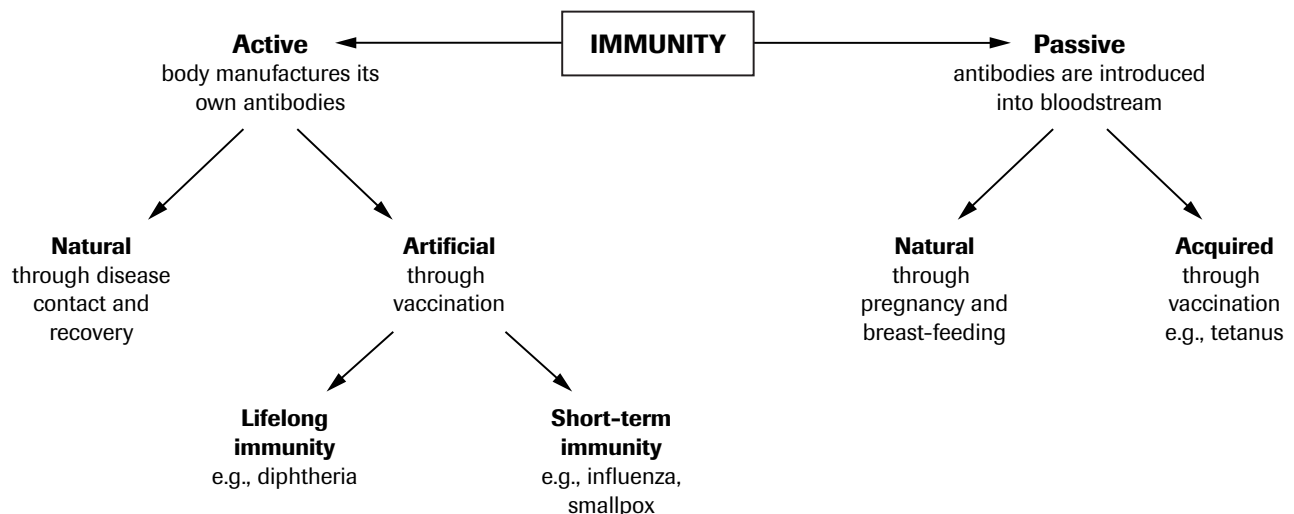 IMMUNITY
Active
body manufactures its
own antibodies
Passive
antibodies are introduced
into bloodstream
Natural
through disease
contact and
recovery
Artificial
through
vaccination
Natural
through
pregnancy and
breast-feeding
Acquired
through
vaccination
e.g., tetanus
Lifelong
immunity
e.g., diphtheria
Short-term
immunity
e.g., influenza,
smallpox